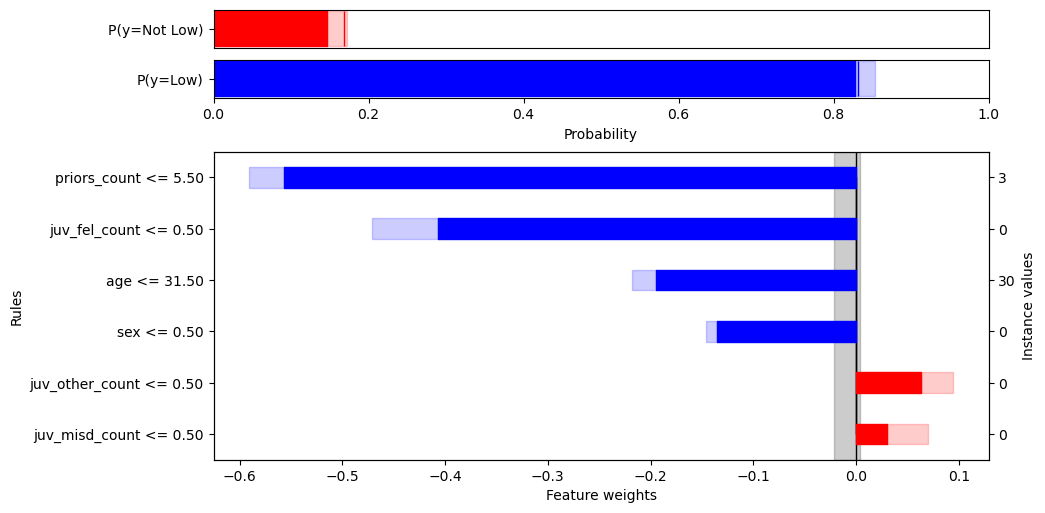 P(y=Not Low)
P(y=Low)
0.0 0.2 0.4 0.6 0.8 1.0
Probability
priors_count <= 5.50 3
juv_fel_count <= 0.50 0
age <= 31.50 30
sex <= 0.50 0
juv_other_count <= 0.50 0
juv_misd_count <= 0.50 0
Rules
Instance values
−0.6 −0.5 −0.4 −0.3 −0.2 −0.1 0.0 0.1
Feature weights